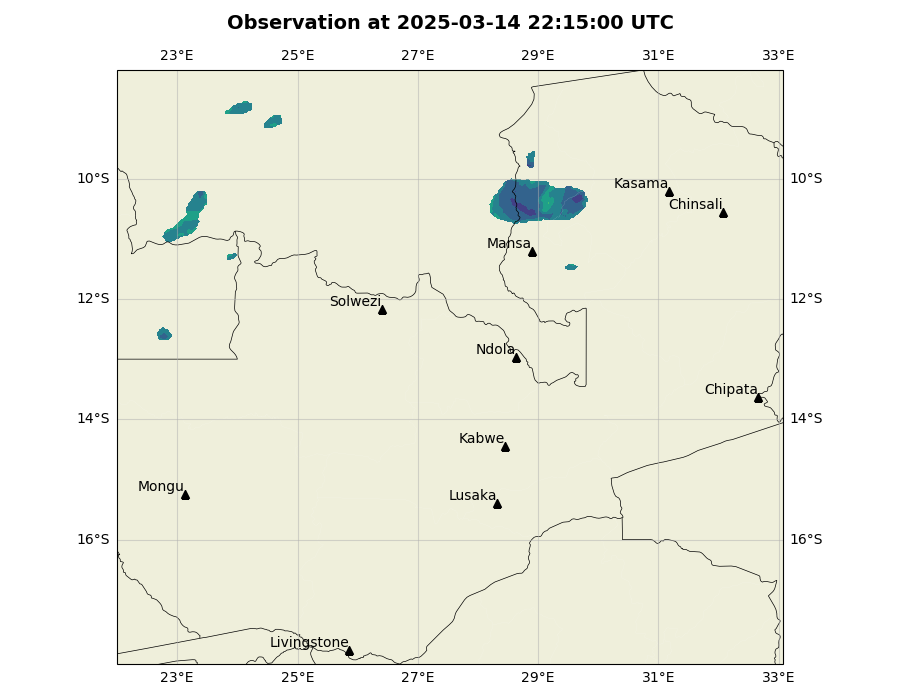 Observation at 2025-03-14 22:15:00 UTC
23°E 25°E 27°E 29°E 31°E 33°E
10°S 10°S
Kasama
Chinsali
Mansa
12°S 12°S
Solwezi
Ndola
Chipata
14°S 14°S
Kabwe
Mongu
Lusaka
16°S 16°S
Livingstone
23°E 25°E 27°E 29°E 31°E 33°E